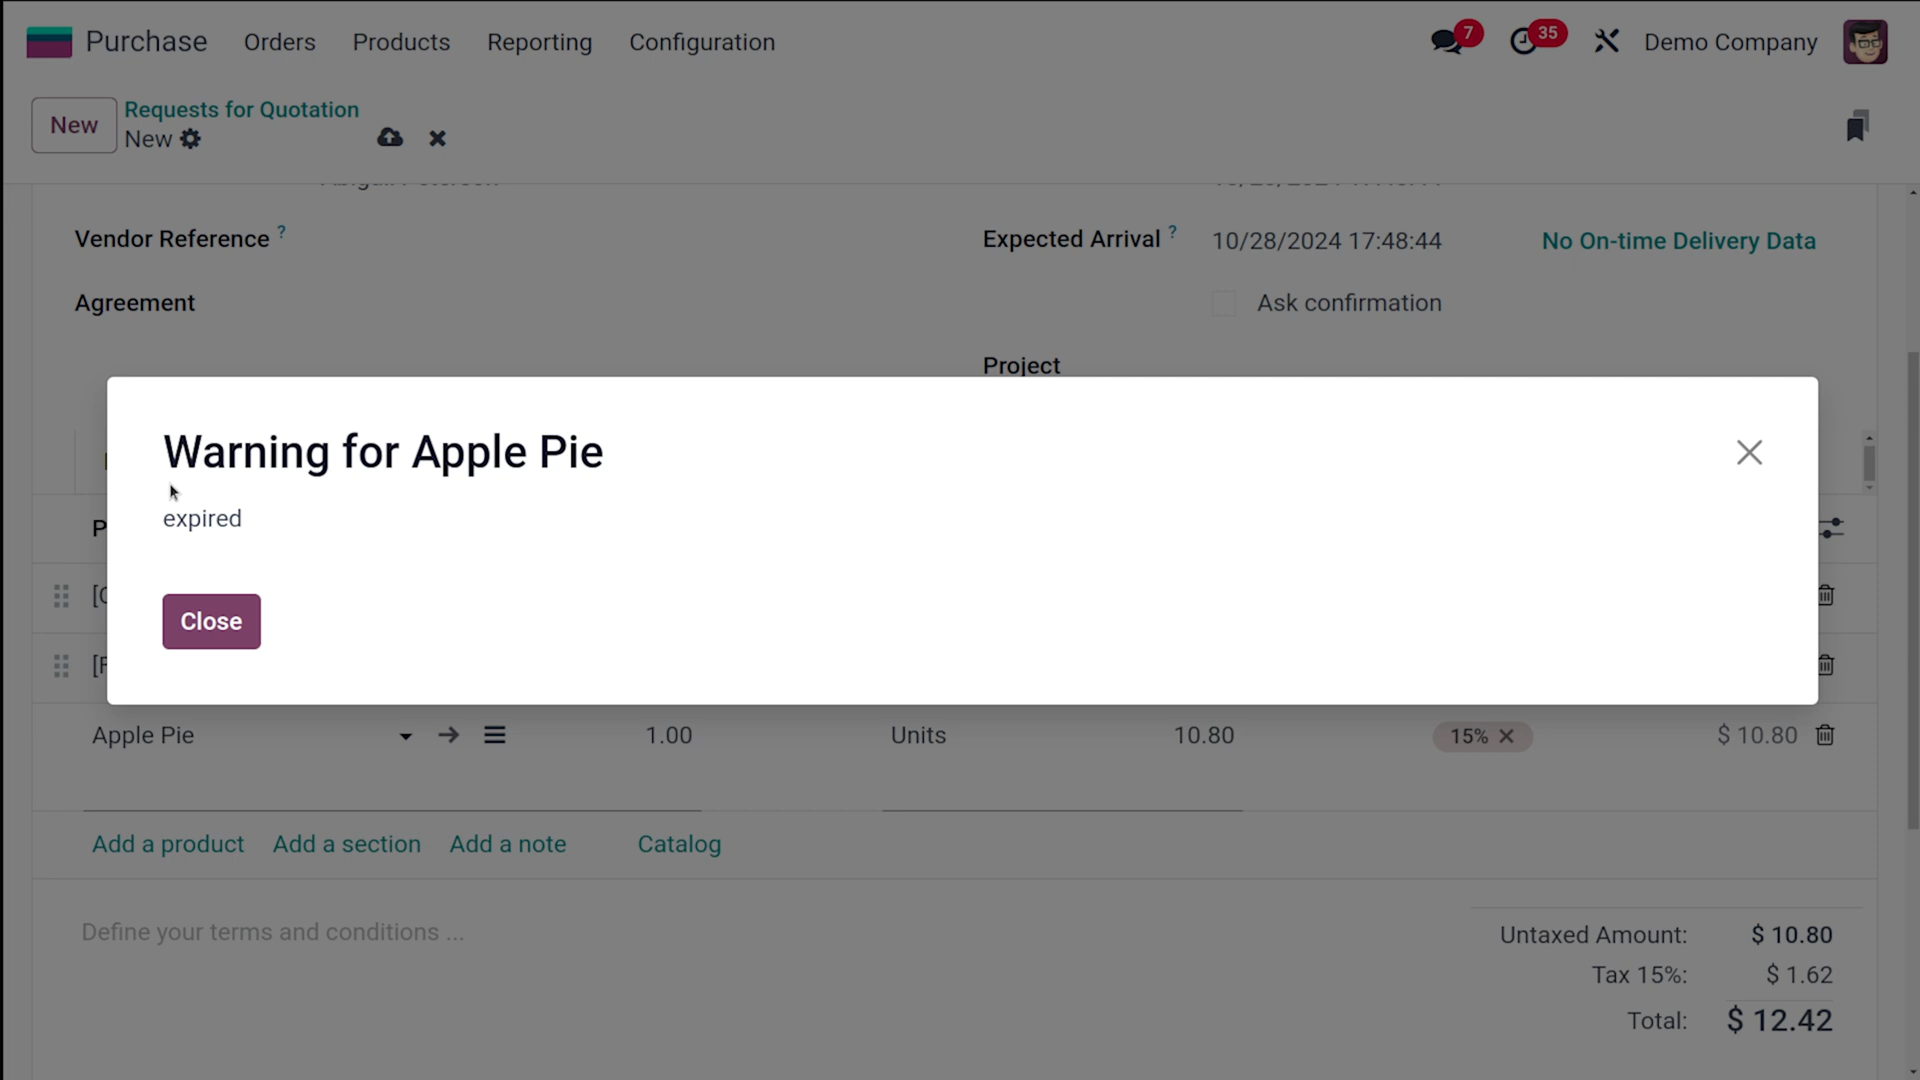 Purchase Orders Products Reporting Configuration 7 35 Demo Company
New Requests for Quotation
New
Vendor Reference ? Expected Arrival ? 10/28/2024 17:48:44 No On-time Delivery Data
Agreement Ask confirmation
Project
Warning for Apple Pie
expired
Close
Apple Pie 1.00 Units 10.80 15% $ 10.80
Add a product Add a section Add a note Catalog
Define your terms and conditions ...
Untaxed Amount: $ 10.80
Tax 15%: $ 1.62
Total: $ 12.42